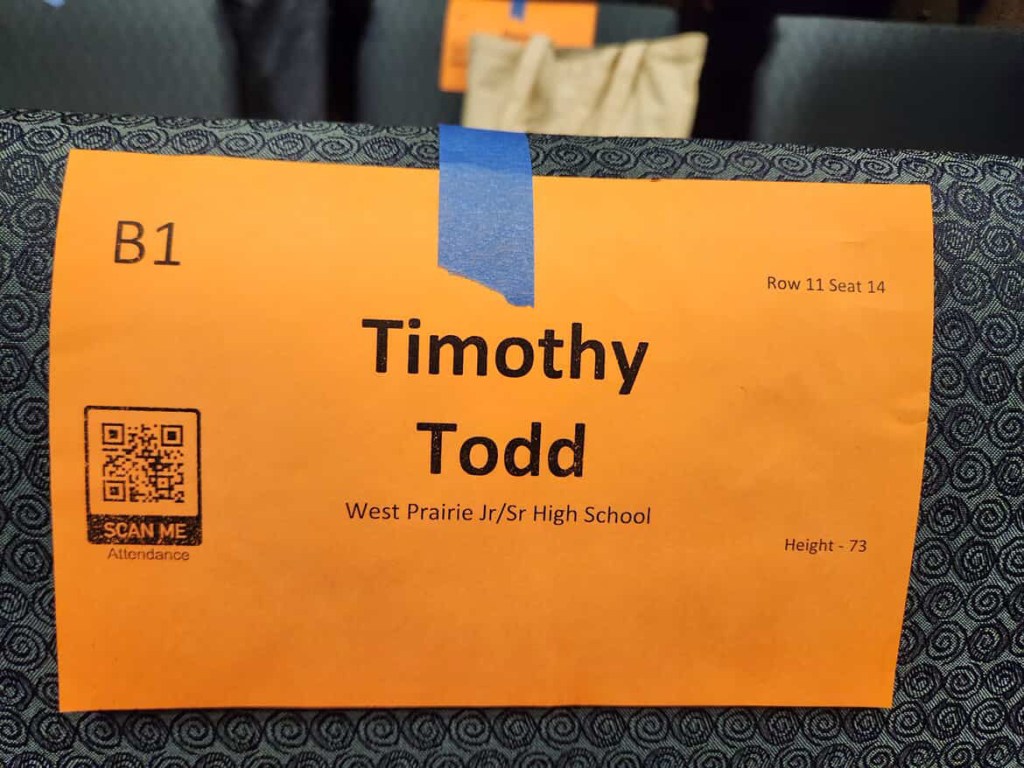 B1
Row 11 Seat 14
Timothy
Todd
West Prairie Jr/Sr High School
SCAN ME
Attendance
Height - 73